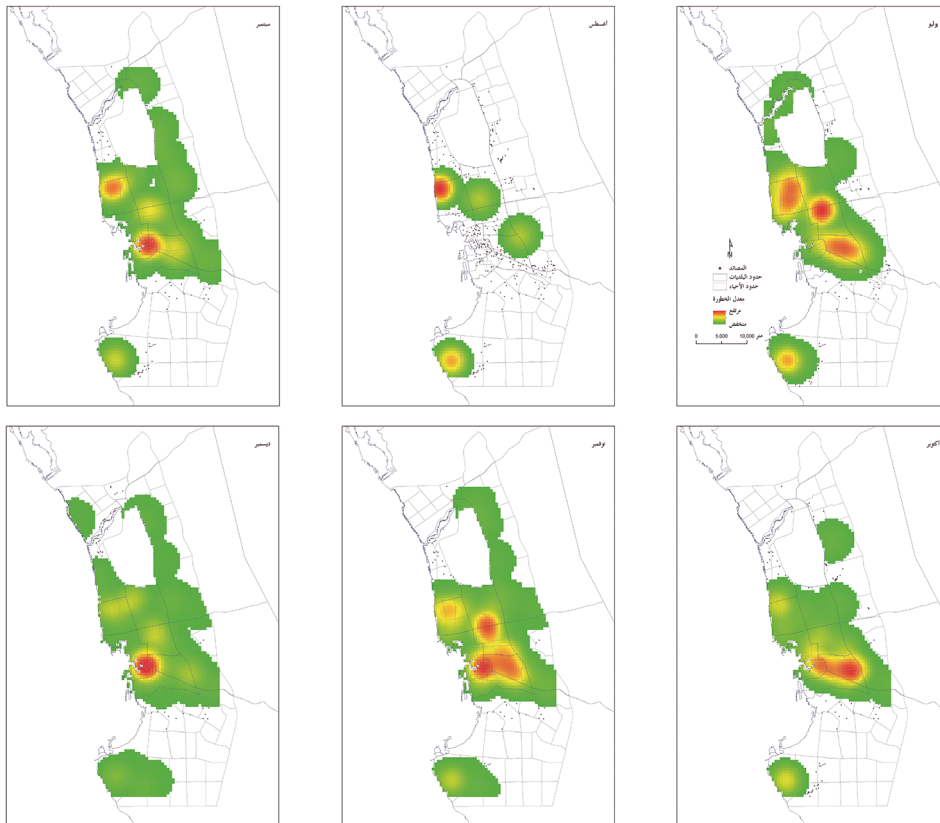 يوليو
المصائد
حدود البلديات
حدود الأحياء
معدل الخطورة
مرتفع
منخفض
0 5,000 10,000 متر
أغسطس
سبتمبر
أكتوبر
نوفمبر
ديسمبر